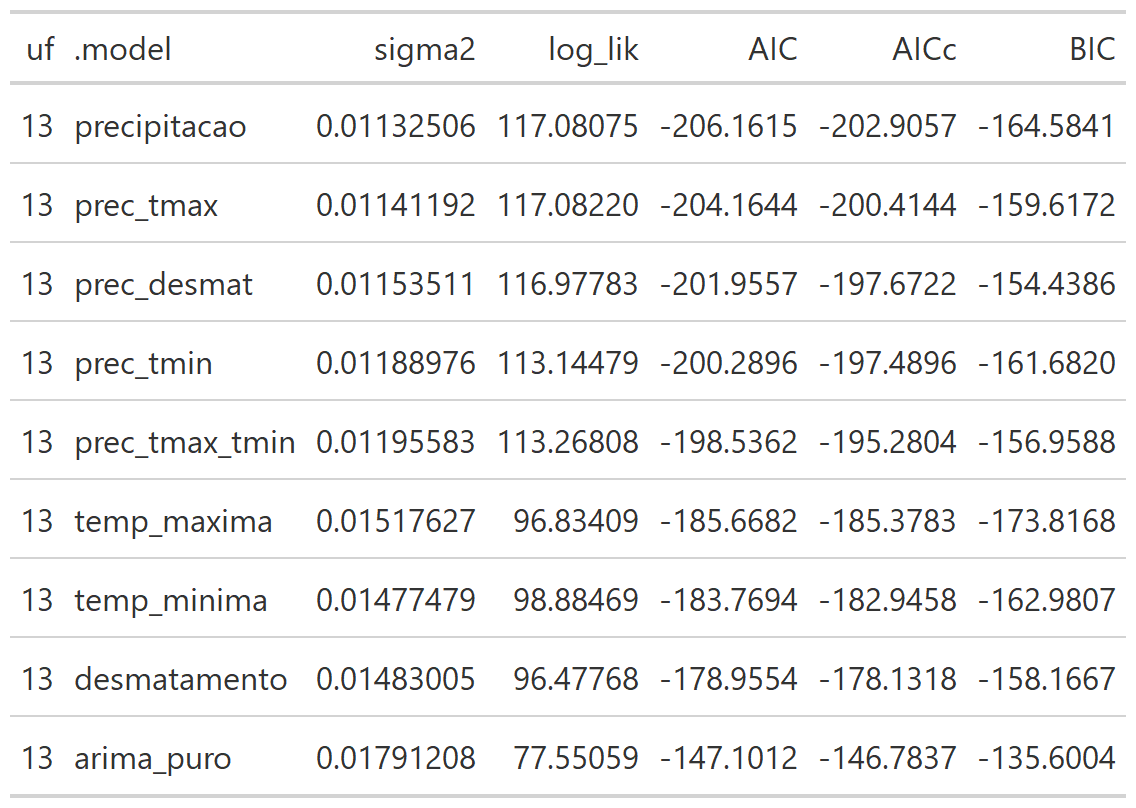 uf .model sigma2 log_lik AIC AICc BIC
13 precipitacao 0.01132506 117.08075 -206.1615 -202.9057 -164.5841
13 prec_tmax 0.01141192 117.08220 -204.1644 -200.4144 -159.6172
13 prec_desmat 0.01153511 116.97783 -201.9557 -197.6722 -154.4386
13 prec_tmin 0.01188976 113.14479 -200.2896 -197.4896 -161.6820
13 prec_tmax_tmin 0.01195583 113.26808 -198.5362 -195.2804 -156.9588
13 temp_maxima 0.01517627 96.83409 -185.6682 -185.3783 -173.8168
13 temp_minima 0.01477479 98.88469 -183.7694 -182.9458 -162.9807
13 desmatamento 0.01483005 96.47768 -178.9554 -178.1318 -158.1667
13 arima_puro 0.01791208 77.55059 -147.1012 -146.7837 -135.6004